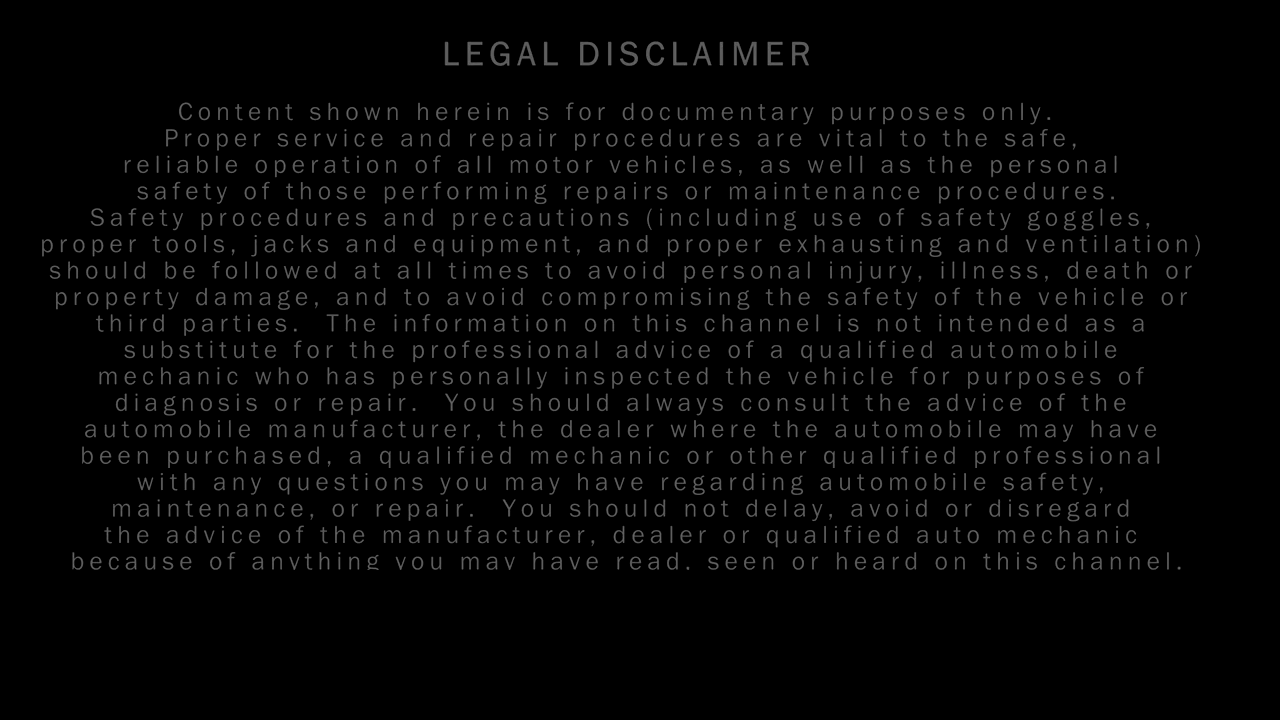 LEGAL DISCLAIMER
Content shown herein is for documentary purposes only.
Proper service and repair procedures are vital to the safe,
reliable operation of all motor vehicles, as well as the personal
safety of those performing repairs or maintenance procedures.
Safety procedures and precautions (including use of safety goggles,
proper tools, jacks and equipment, and proper exhausting and ventilation)
should be followed at all times to avoid personal injury, illness, death or
property damage, and to avoid compromising the safety of the vehicle or
third parties.  The information on this channel is not intended as a
substitute for the professional advice of a qualified automobile
mechanic who has personally inspected the vehicle for purposes of
diagnosis or repair.  You should always consult the advice of the
automobile manufacturer, the dealer where the automobile may have
been purchased, a qualified mechanic or other qualified professional
with any questions you may have regarding automobile safety,
maintenance, or repair.  You should not delay, avoid or disregard
the advice of the manufacturer, dealer or qualified auto mechanic
because of anything you may have read, seen or heard on this channel.